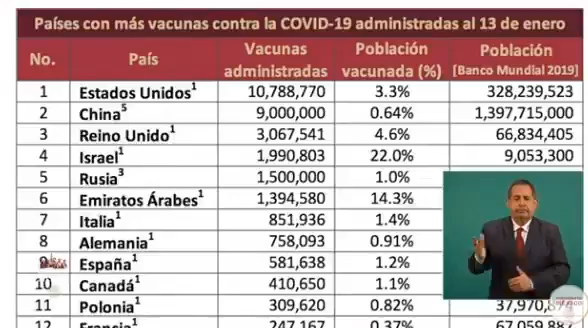 Países con más vacunas contra la COVID-19 administradas al 13 de enero
No. País Vacunas administradas Población vacunada (%) Población [Banco Mundial 2019]
1 Estados Unidos¹ 10,788,770 3.3% 328,239,523
2 China⁵ 9,000,000 0.64% 1,397,715,000
3 Reino Unido¹ 3,067,541 4.6% 66,834,405
4 Israel¹ 1,990,803 22.0% 9,053,300
5 Rusia³ 1,500,000 1.0%
6 Emiratos Árabes¹ 1,394,580 14.3%
7 Italia¹ 851,936 1.4%
8 Alemania¹ 758,093 0.91%
9 España¹ 581,638 1.2%
10 Canadá¹ 410,650 1.1%
11 Polonia¹ 309,620 0.82% 37,970,874
12 Francia¹ 247,167 0.37% 67,059,88